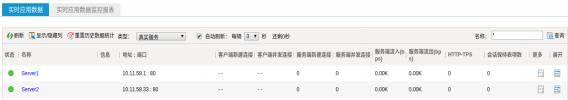 实时应用数据 实时应用数据监控报表
刷新 显示/隐藏列 重置历史数据统计 类型: 真实服务 自动刷新: 每隔 3 秒 还剩0秒 名称: * 查询
状态 名称 信息 地址:端口 客户端新建连接 客户端并发连接 服务端新建连接 服务端并发连接 服务端流入(bps) 服务端流出(bps) HTTP-TPS 会话保持表项数 更多 展开
Server1 10.11.58.1 : 80 -- -- 0 0 0.00K 0.00K 0 0
Server2 10.11.58.33 : 80 -- -- 0 0 0.00K 0.00K 0 0